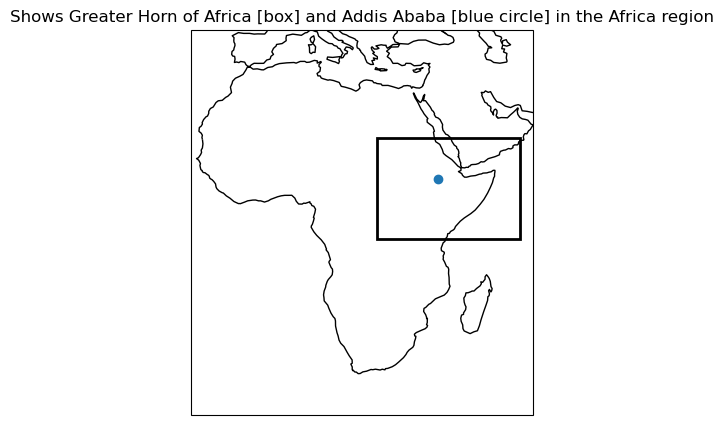 Shows Greater Horn of Africa [box] and Addis Ababa [blue circle] in the Africa region